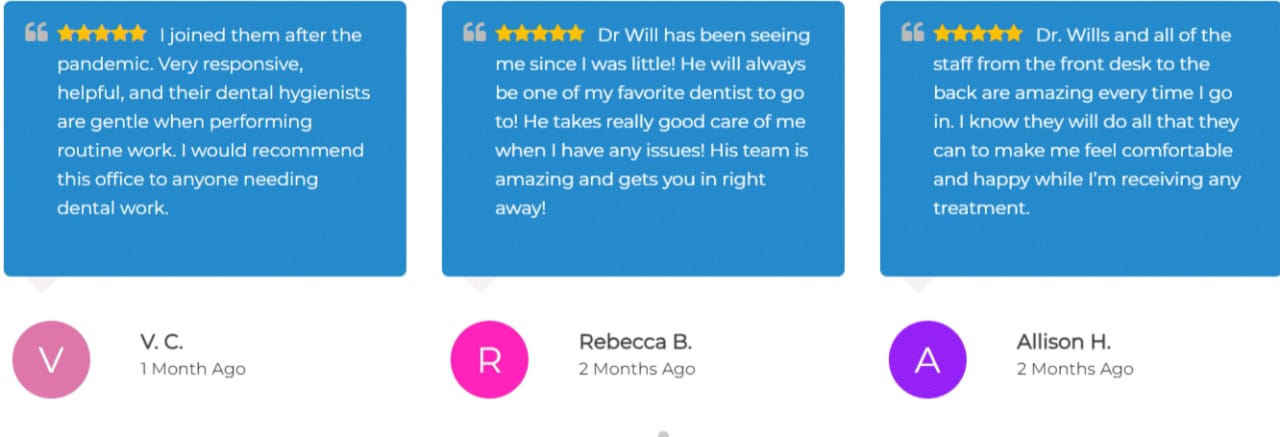 I joined them after the
pandemic. Very responsive,
helpful, and their dental hygienists
are gentle when performing
routine work. I would recommend
this office to anyone needing
dental work.
V
V. C.
1 Month Ago
Dr Will has been seeing
me since I was little! He will always
be one of my favorite dentist to go
to! He takes really good care of me
when I have any issues! His team is
amazing and gets you in right
away!
R
Rebecca B.
2 Months Ago
Dr. Wills and all of the
staff from the front desk to the
back are amazing every time I go
in. I know they will do all that they
can to make me feel comfortable
and happy while I'm receiving any
treatment.
A
Allison H.
2 Months Ago